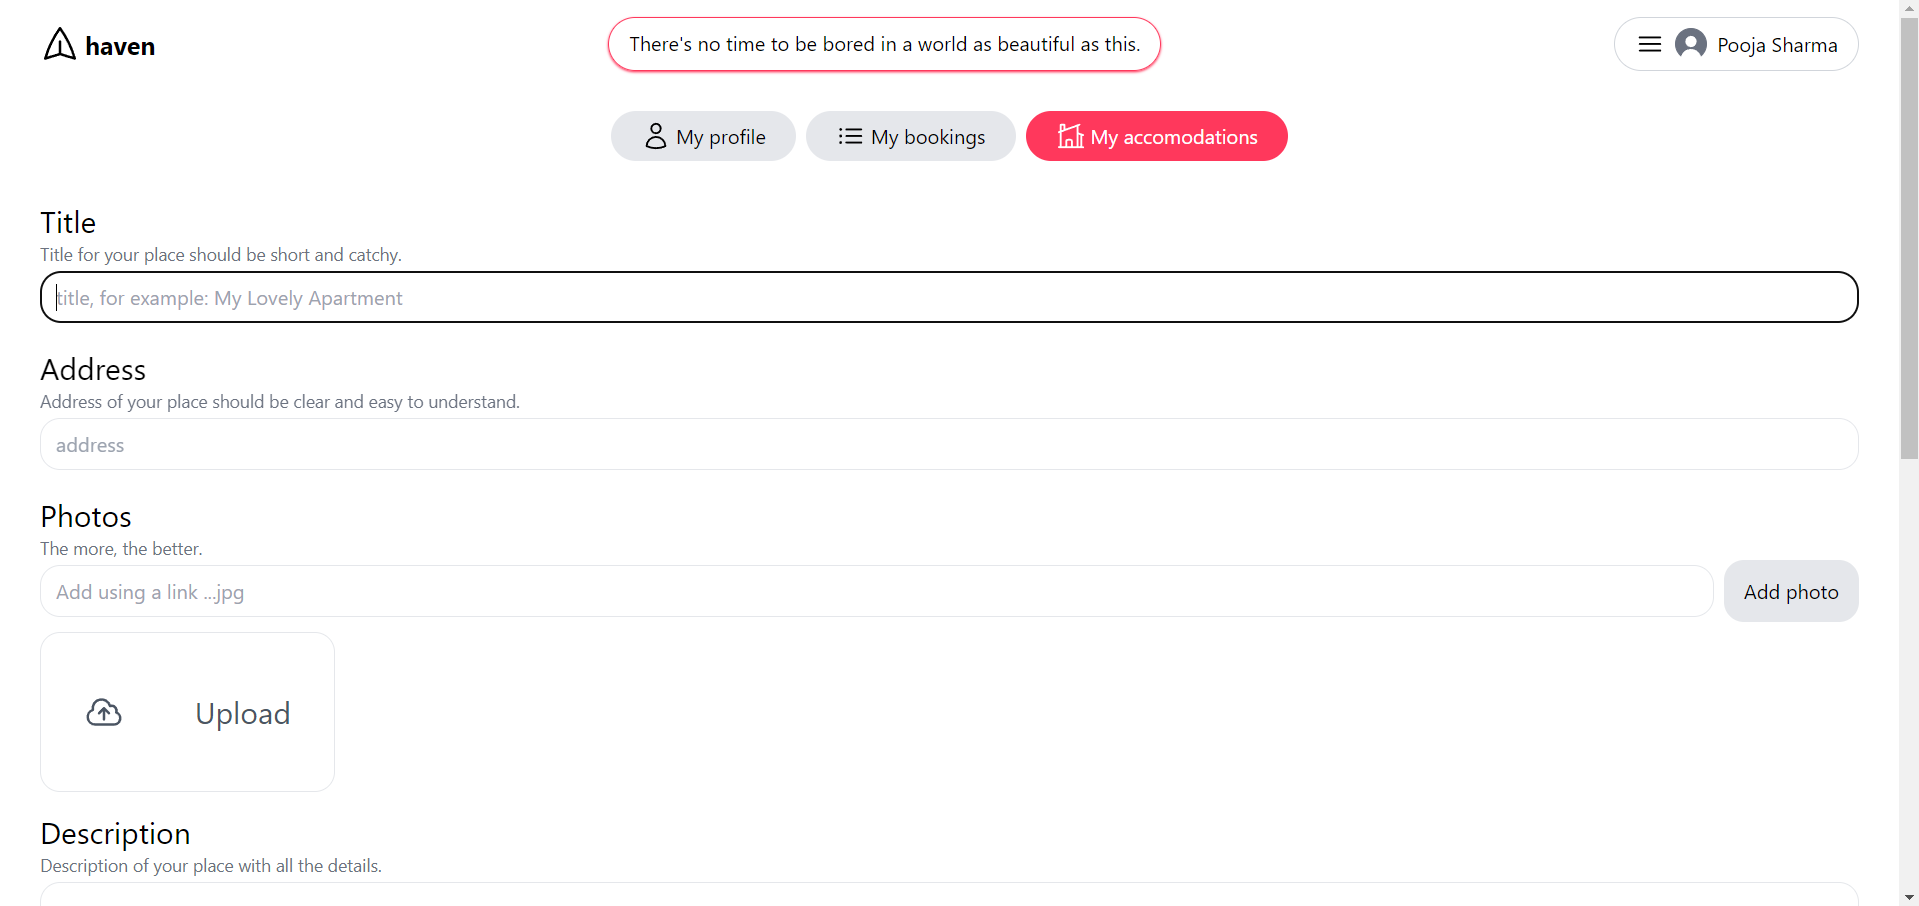 haven
There's no time to be bored in a world as beautiful as this.
Pooja Sharma
My profile
My bookings
My accomodations
Title
Title for your place should be short and catchy.
title, for example: My Lovely Apartment
Address
Address of your place should be clear and easy to understand.
address
Photos
The more, the better.
Add using a link ...jpg
Add photo
Upload
Description
Description of your place with all the details.